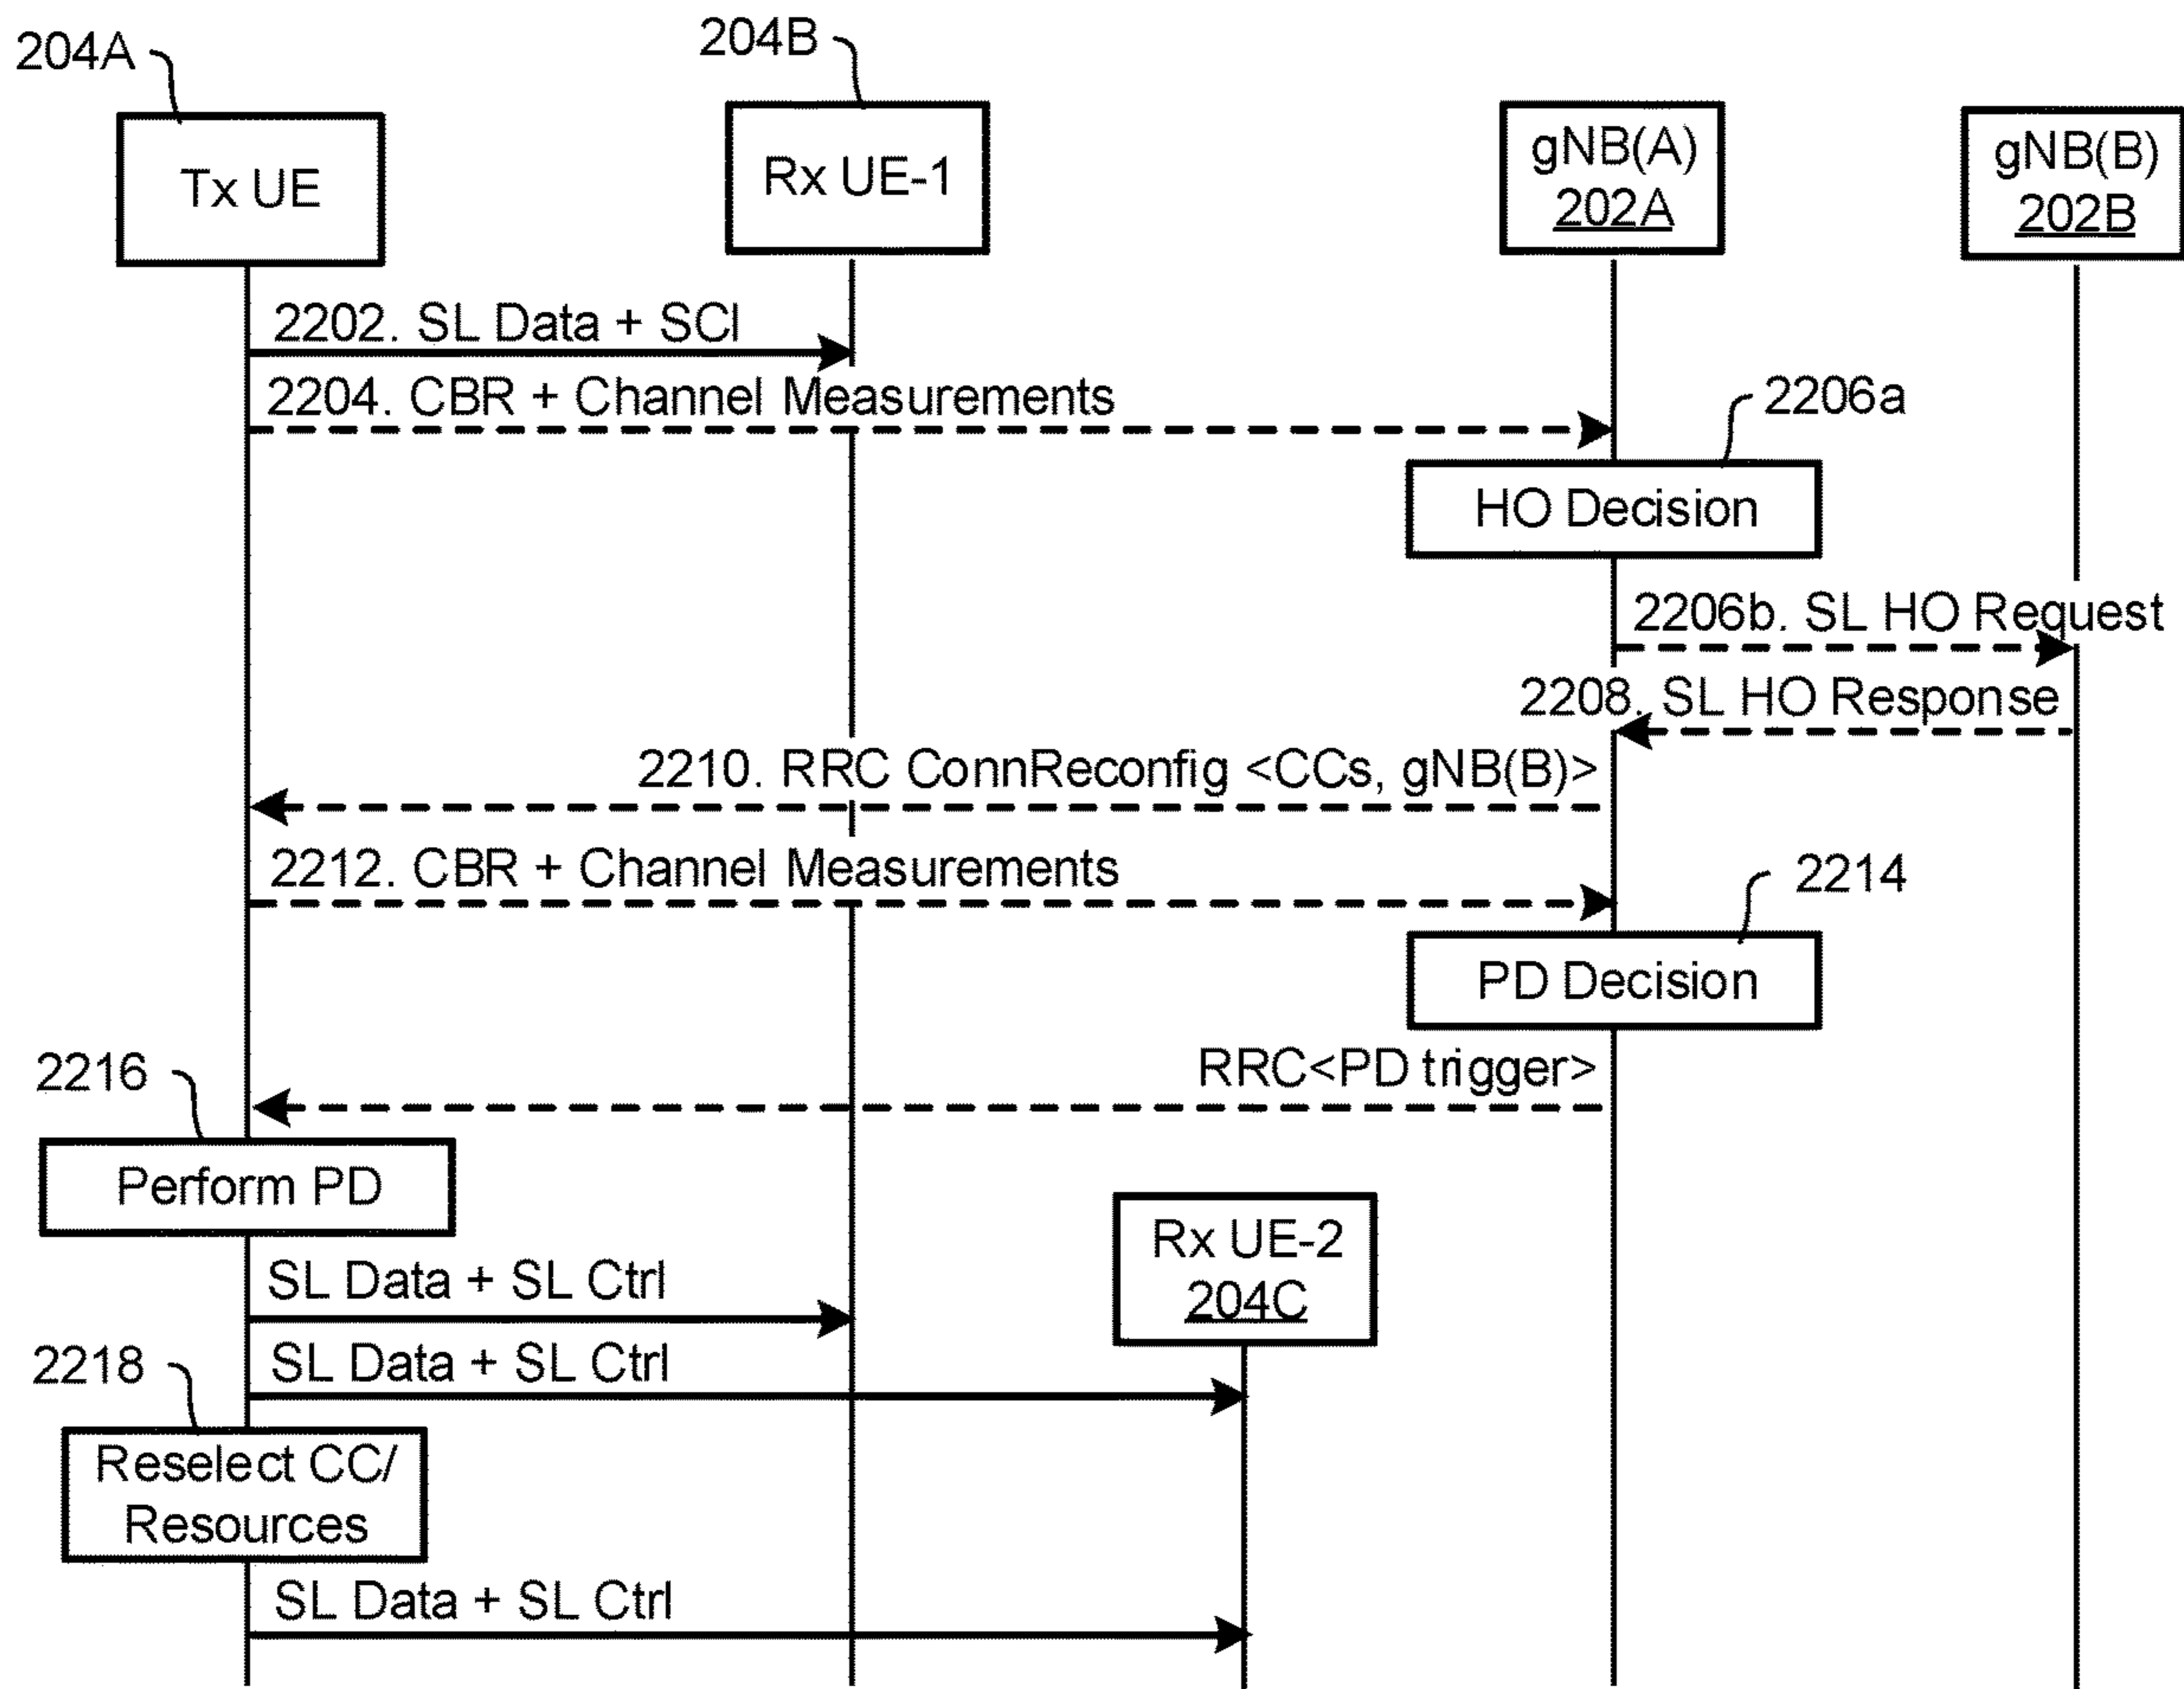 204A
204B
Tx UE
Rx UE-1
gNB(A)
202A
gNB(B)
202B
2202. SL Data + SCI
2204. CBR + Channel Measurements
2206a
HO Decision
2206b. SL HO Request
2208. SL HO Response
2210. RRC ConnReconfig <CCs, gNB(B)>
2212. CBR + Channel Measurements
2214
PD Decision
RRC<PD trigger>
2216
Perform PD
Rx UE-2
204C
SL Data + SL Ctrl
SL Data + SL Ctrl
2218
Reselect CC/
Resources
SL Data + SL Ctrl